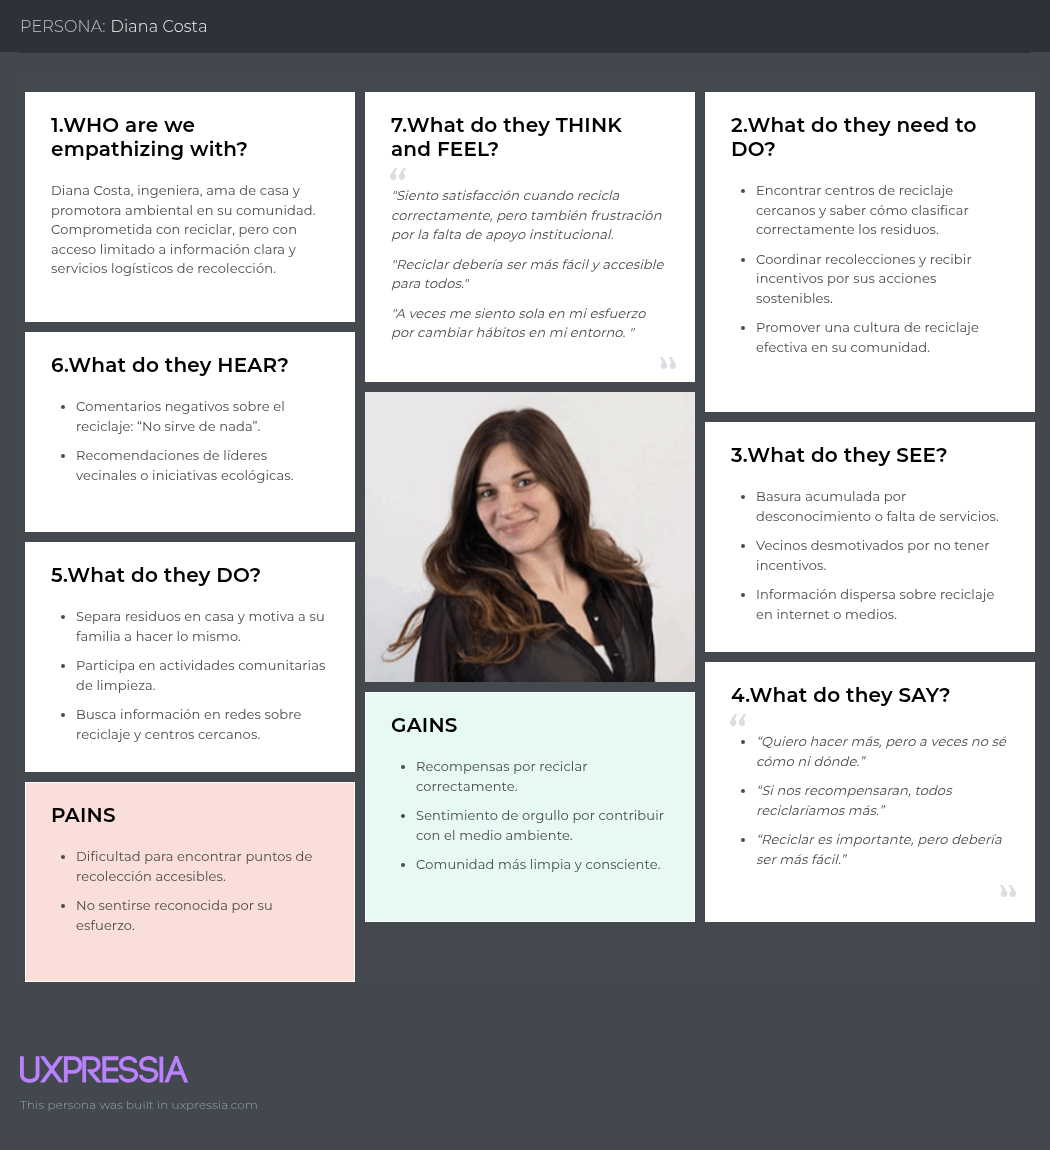 PERSONA: Diana Costa
1.WHO are we
empathizing with?
Diana Costa, ingeniera, ama de casa y
promotora ambiental en su comunidad.
Comprometida con reciclar, pero con
acceso limitado a información clara y
servicios logísticos de recolección.
6.What do they HEAR?
• Comentarios negativos sobre el
reciclaje: “No sirve de nada”.
• Recomendaciones de líderes
vecinales o iniciativas ecológicas.
5.What do they DO?
• Separa residuos en casa y motiva a su
familia a hacer lo mismo.
• Participa en actividades comunitarias
de limpieza.
• Busca información en redes sobre
reciclaje y centros cercanos.
PAINS
• Dificultad para encontrar puntos de
recolección accesibles.
• No sentirse reconocida por su
esfuerzo.
7.What do they THINK
and FEEL?
“
"Siento satisfacción cuando recicla
correctamente, pero también frustración
por la falta de apoyo institucional.
"Reciclar debería ser más fácil y accesible
para todos."
"A veces me siento sola en mi esfuerzo
por cambiar hábitos en mi entorno. "
”
GAINS
• Recompensas por reciclar
correctamente.
• Sentimiento de orgullo por contribuir
con el medio ambiente.
• Comunidad más limpia y consciente.
2.What do they need to
DO?
• Encontrar centros de reciclaje
cercanos y saber cómo clasificar
correctamente los residuos.
• Coordinar recolecciones y recibir
incentivos por sus acciones
sostenibles.
• Promover una cultura de reciclaje
efectiva en su comunidad.
3.What do they SEE?
• Basura acumulada por
desconocimiento o falta de servicios.
• Vecinos desmotivados por no tener
incentivos.
• Información dispersa sobre reciclaje
en internet o medios.
4.What do they SAY?
“
• “Quiero hacer más, pero a veces no sé
cómo ni dónde.”
• “Si nos recompensaran, todos
reciclaríamos más.”
• “Reciclar es importante, pero debería
ser más fácil.”
”
UXPRESSIA
This persona was built in uxpressia.com